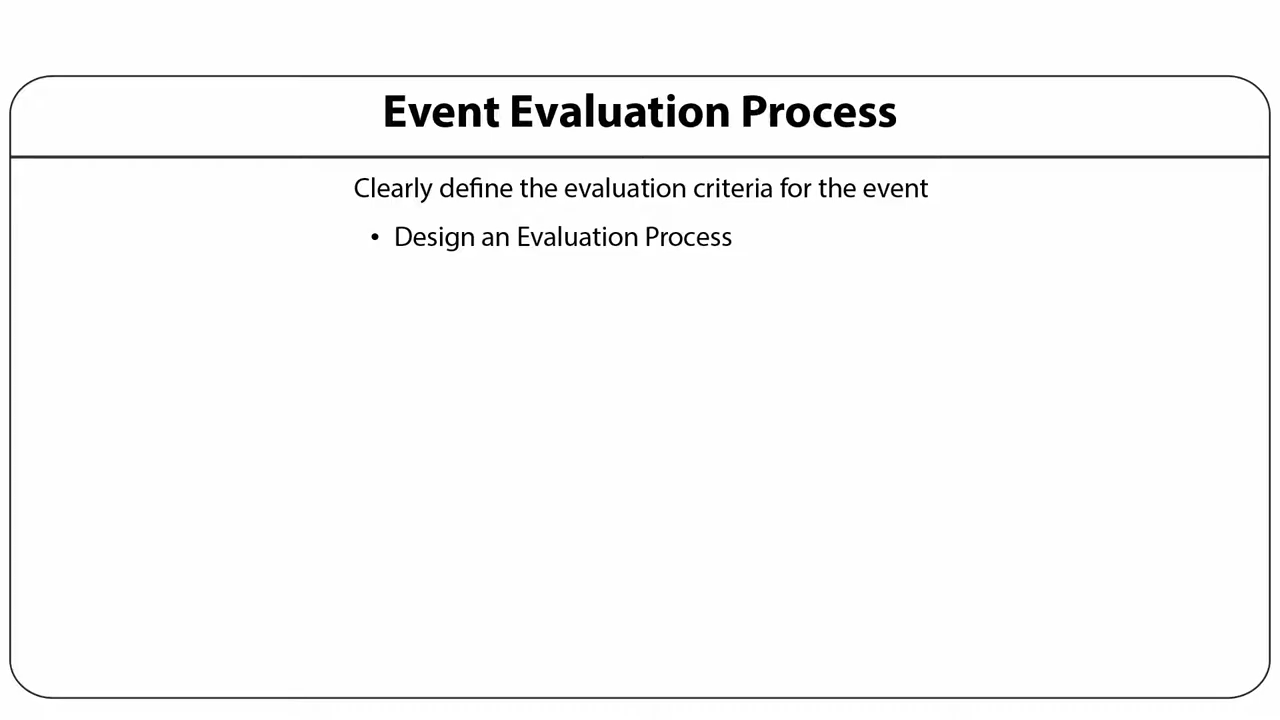 Event Evaluation Process
Clearly define the evaluation criteria for the event
• Design an Evaluation Process